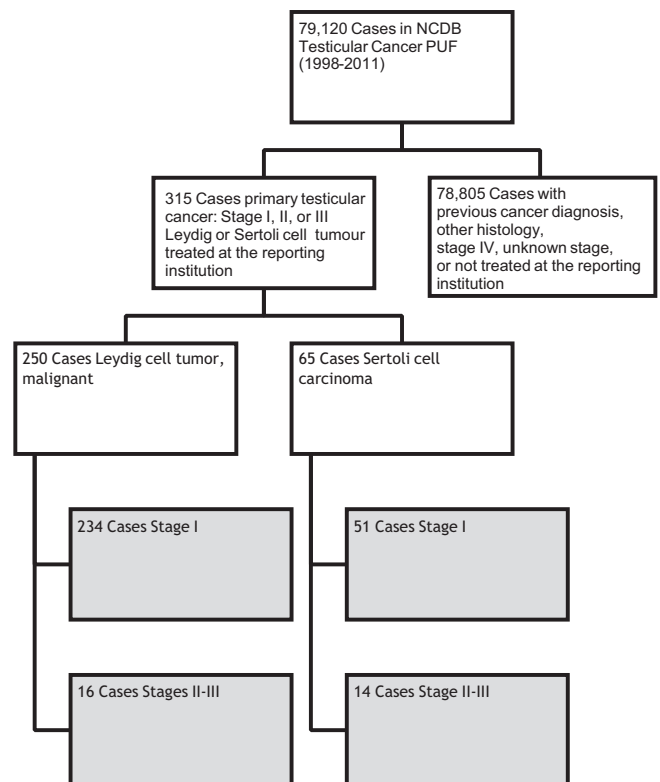 79,120 Cases in NCDB
Testicular Cancer PUF
(1998-2011)
315 Cases primary testicular
cancer: Stage I, II, or III
Leydig or Sertoli cell tumour
treated at the reporting
institution
78,805 Cases with
previous cancer diagnosis,
other histology,
stage IV, unknown stage,
or not treated at the reporting
institution
250 Cases Leydig cell tumor,
malignant
65 Cases Sertoli cell
carcinoma
234 Cases Stage I
51 Cases Stage I
16 Cases Stages II-III
14 Cases Stage II-III